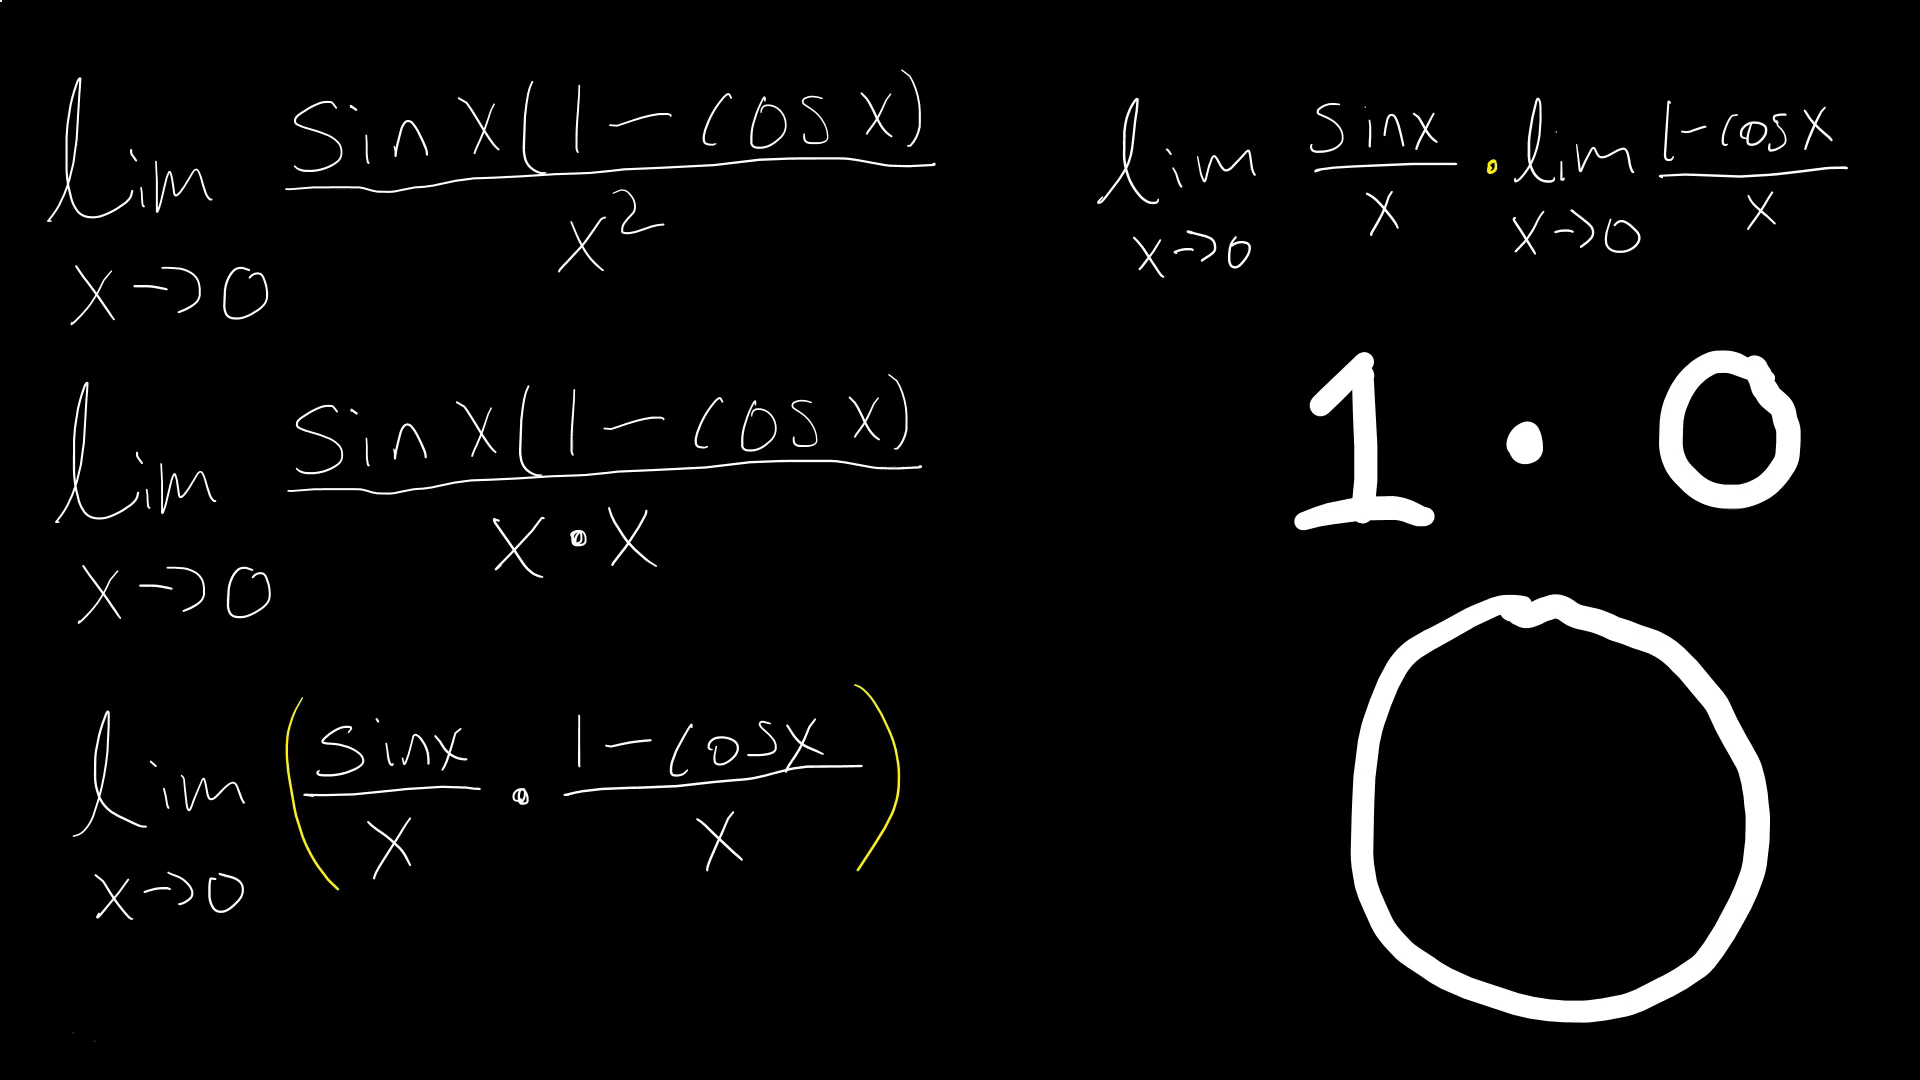 lim sin x (1 - cos x)
x→0 x²
lim sin x (1 - cos x)
x→0 x · x
lim ( sin x / x · 1 - cos x / x )
x→0
lim sin x / x · lim 1 - cos x / x
x→0 x→0
1 · 0
0